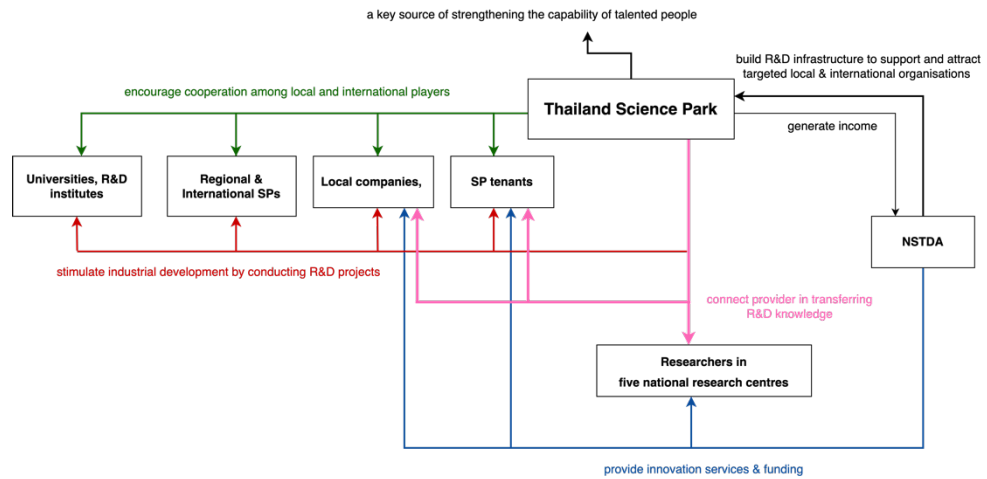 a key source of strengthening the capability of talented people
build R&D infrastructure to support and attract
targeted local & international organisations
encourage cooperation among local and international players
Thailand Science Park
generate income
Universities, R&D
institutes
Regional &
International SPs
Local companies,
SP tenants
NSTDA
stimulate industrial development by conducting R&D projects
connect provider in transferring
R&D knowledge
Researchers in
five national research centres
provide innovation services & funding